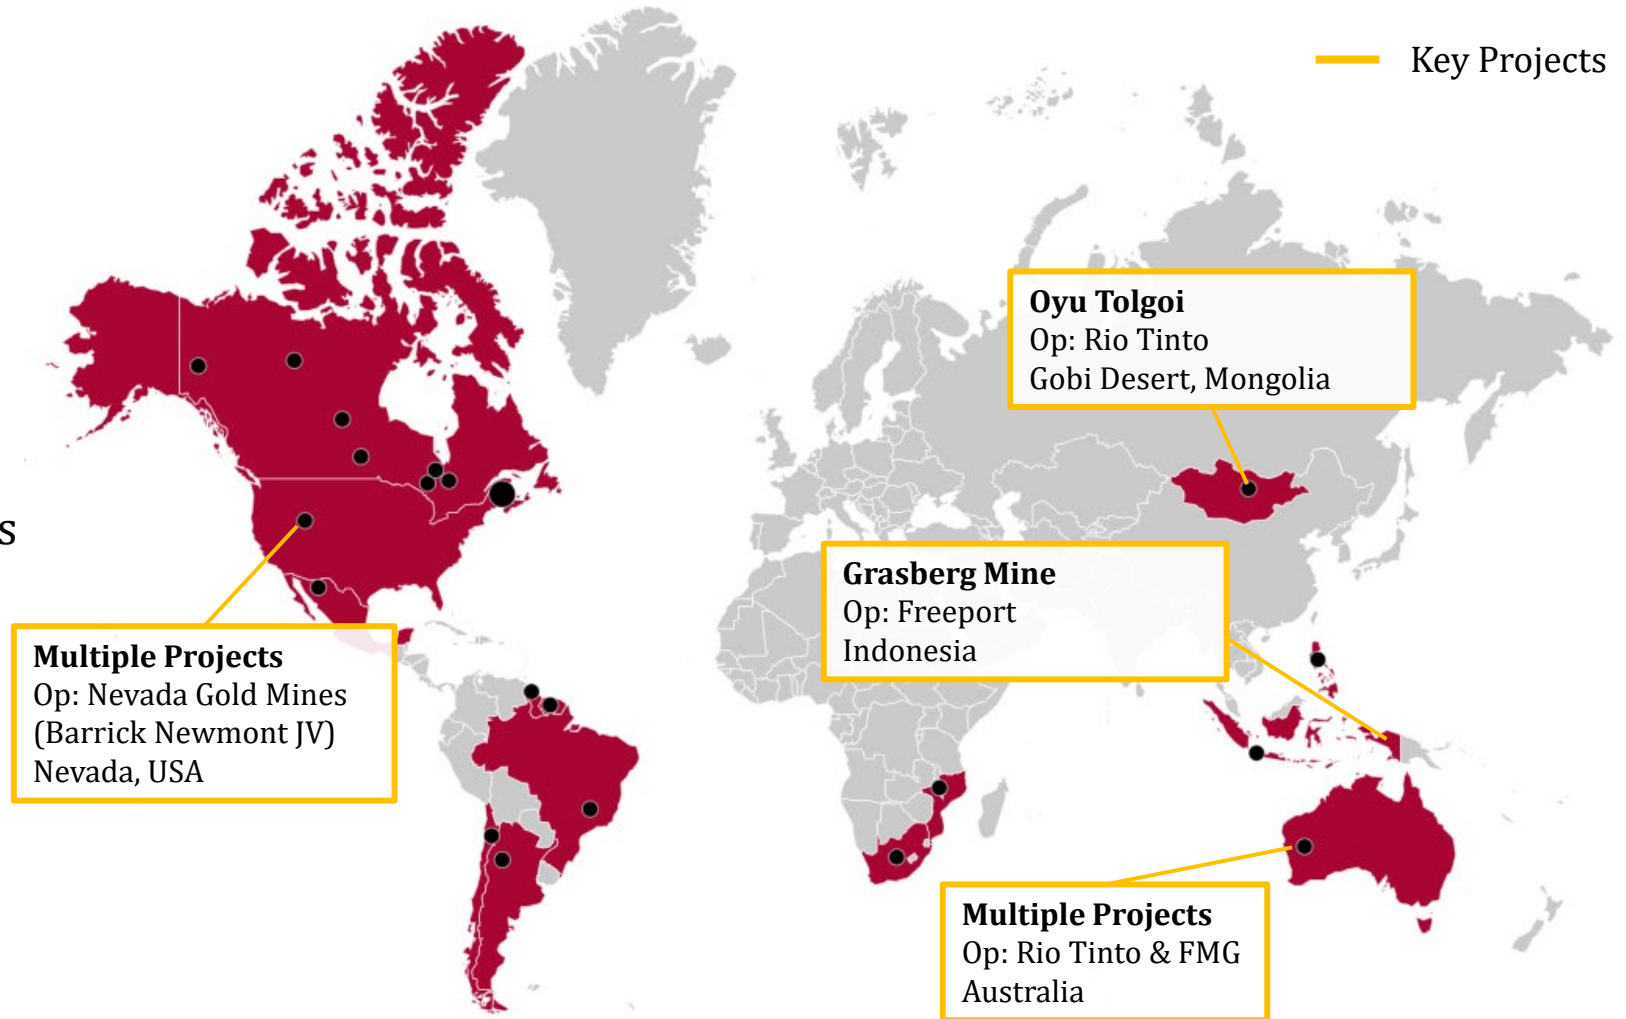 Key Projects
Oyu Tolgoi
Op: Rio Tinto
Gobi Desert, Mongolia
s
Grasberg Mine
Op: Freeport
Indonesia
Multiple Projects
Op: Nevada Gold Mines
(Barrick Newmont JV)
Nevada, USA
Multiple Projects
Op: Rio Tinto & FMG
Australia